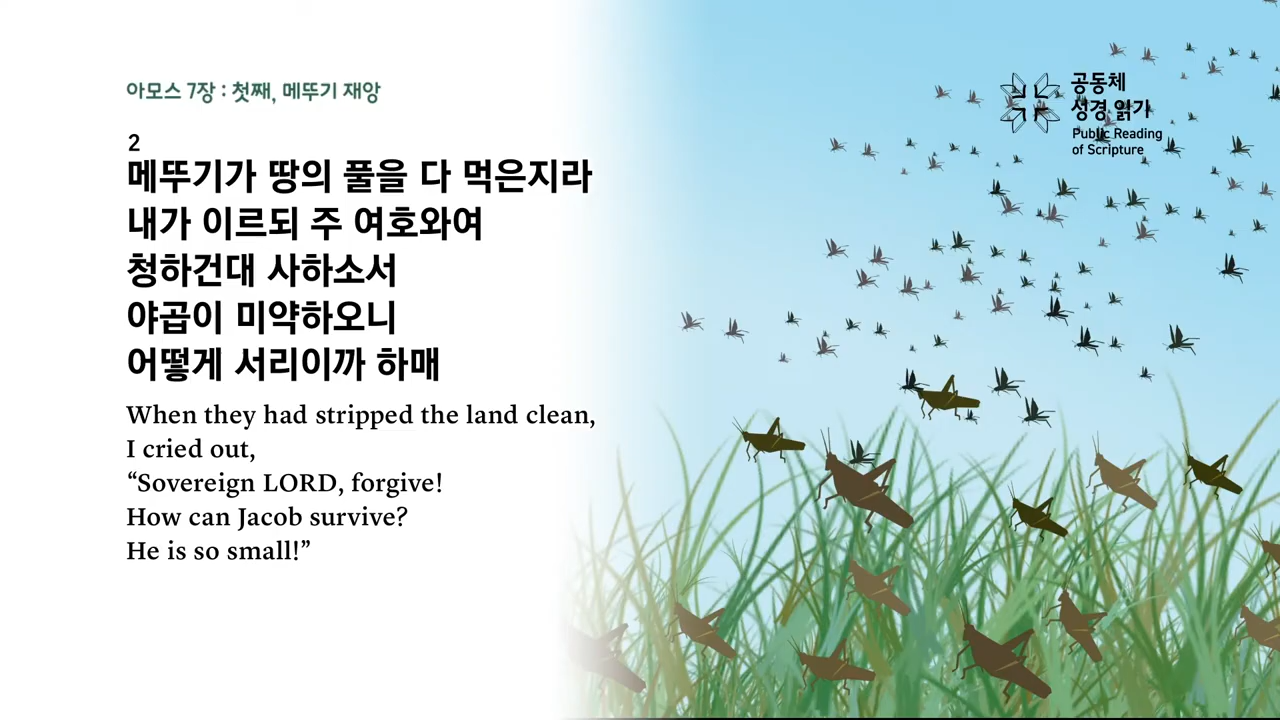 아모스 7장 : 첫째, 메뚜기 재앙
2
메뚜기가 땅의 풀을 다 먹은지라
내가 이르되 주 여호와여
청하건대 사하소서
야곱이 미약하오니
어떻게 서리이까 하매
When they had stripped the land clean,
I cried out,
“Sovereign LORD, forgive!
How can Jacob survive?
He is so small!”
공동체
성경 읽기
Public Reading
of Scripture